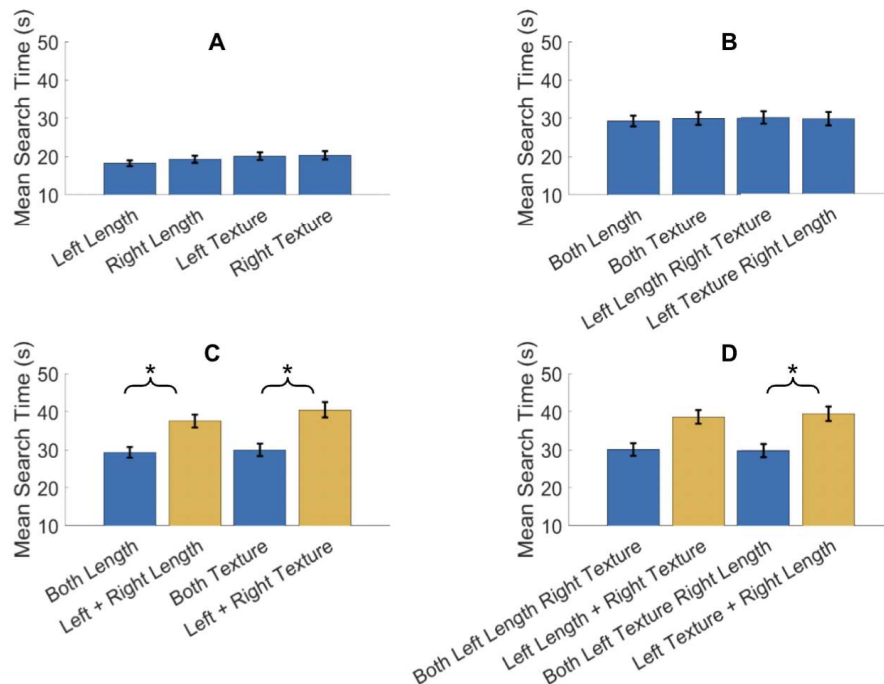 A
Mean Search Time (s)
50
40
30
20
10
Left Length
Right Length
Left Texture
Right Texture
B
Mean Search Time (s)
50
40
30
20
10
Both Length
Both Texture
Left Length Right Texture
Left Texture Right Length
C
Mean Search Time (s)
50
40
30
20
10
*
*
Both Length
Left + Right Length
Both Texture
Left + Right Texture
D
Mean Search Time (s)
50
40
30
20
10
*
Both Left Length Right Texture
Left Length + Right Texture
Both Left Texture Right Length
Left Texture + Right Length